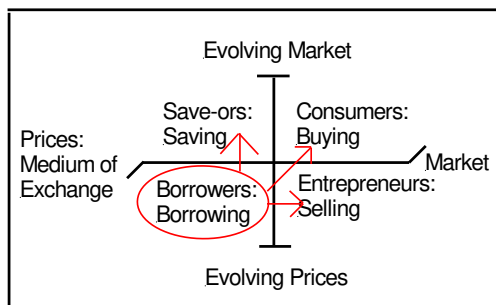 Evolving Market
Save-ors:
Saving
Consumers:
Buying
Prices:
Medium of
Exchange
Market
Borrowers:
Borrowing
Entrepreneurs:
Selling
Evolving Prices